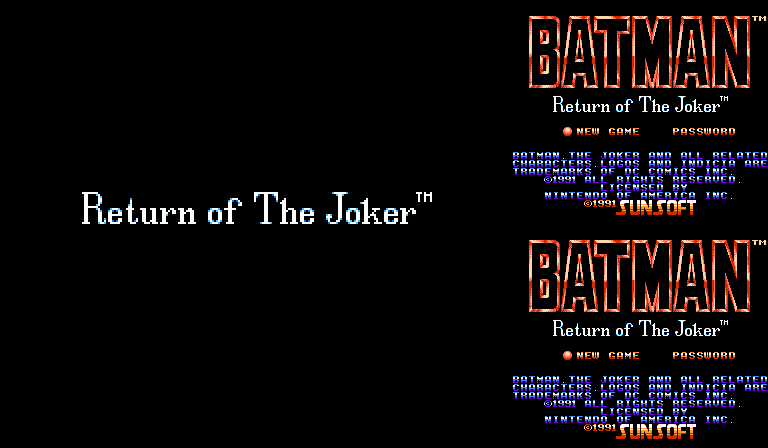 Return of The Joker™
BATMAN™
Return of The Joker™
NEW GAME PASSWORD
BATMAN,THE JOKER AND ALL RELATED
CHARACTERS,LOGOS AND INDICIA ARE
TRADEMARKS OF DC COMICS INC.
©1991 ALL RIGHTS RESERVED.
LICENSED BY
NINTENDO OF AMERICA INC.
©1991 SUNSOFT
BATMAN™
Return of The Joker™
NEW GAME PASSWORD
BATMAN,THE JOKER AND ALL RELATED
CHARACTERS,LOGOS AND INDICIA ARE
TRADEMARKS OF DC COMICS INC.
©1991 ALL RIGHTS RESERVED.
LICENSED BY
NINTENDO OF AMERICA INC.
©1991 SUNSOFT